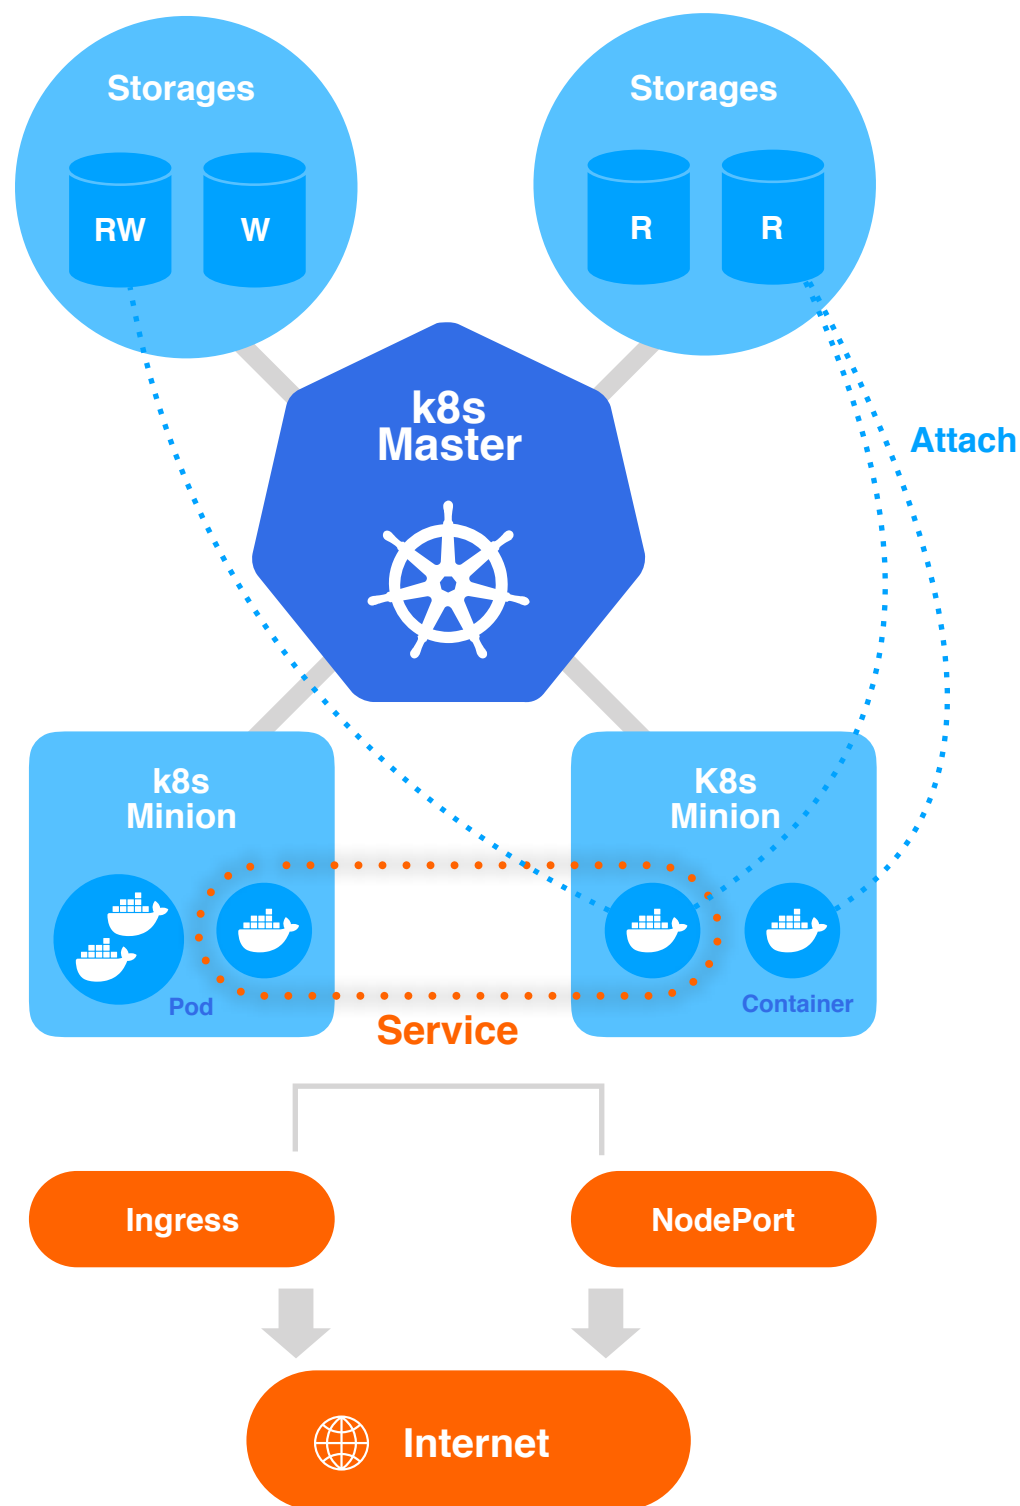 Storages
Storages
RW
W
R
R
k8s
Master
Attach
k8s
Minion
K8s
Minion
Pod
Container
Service
Ingress
NodePort
Internet